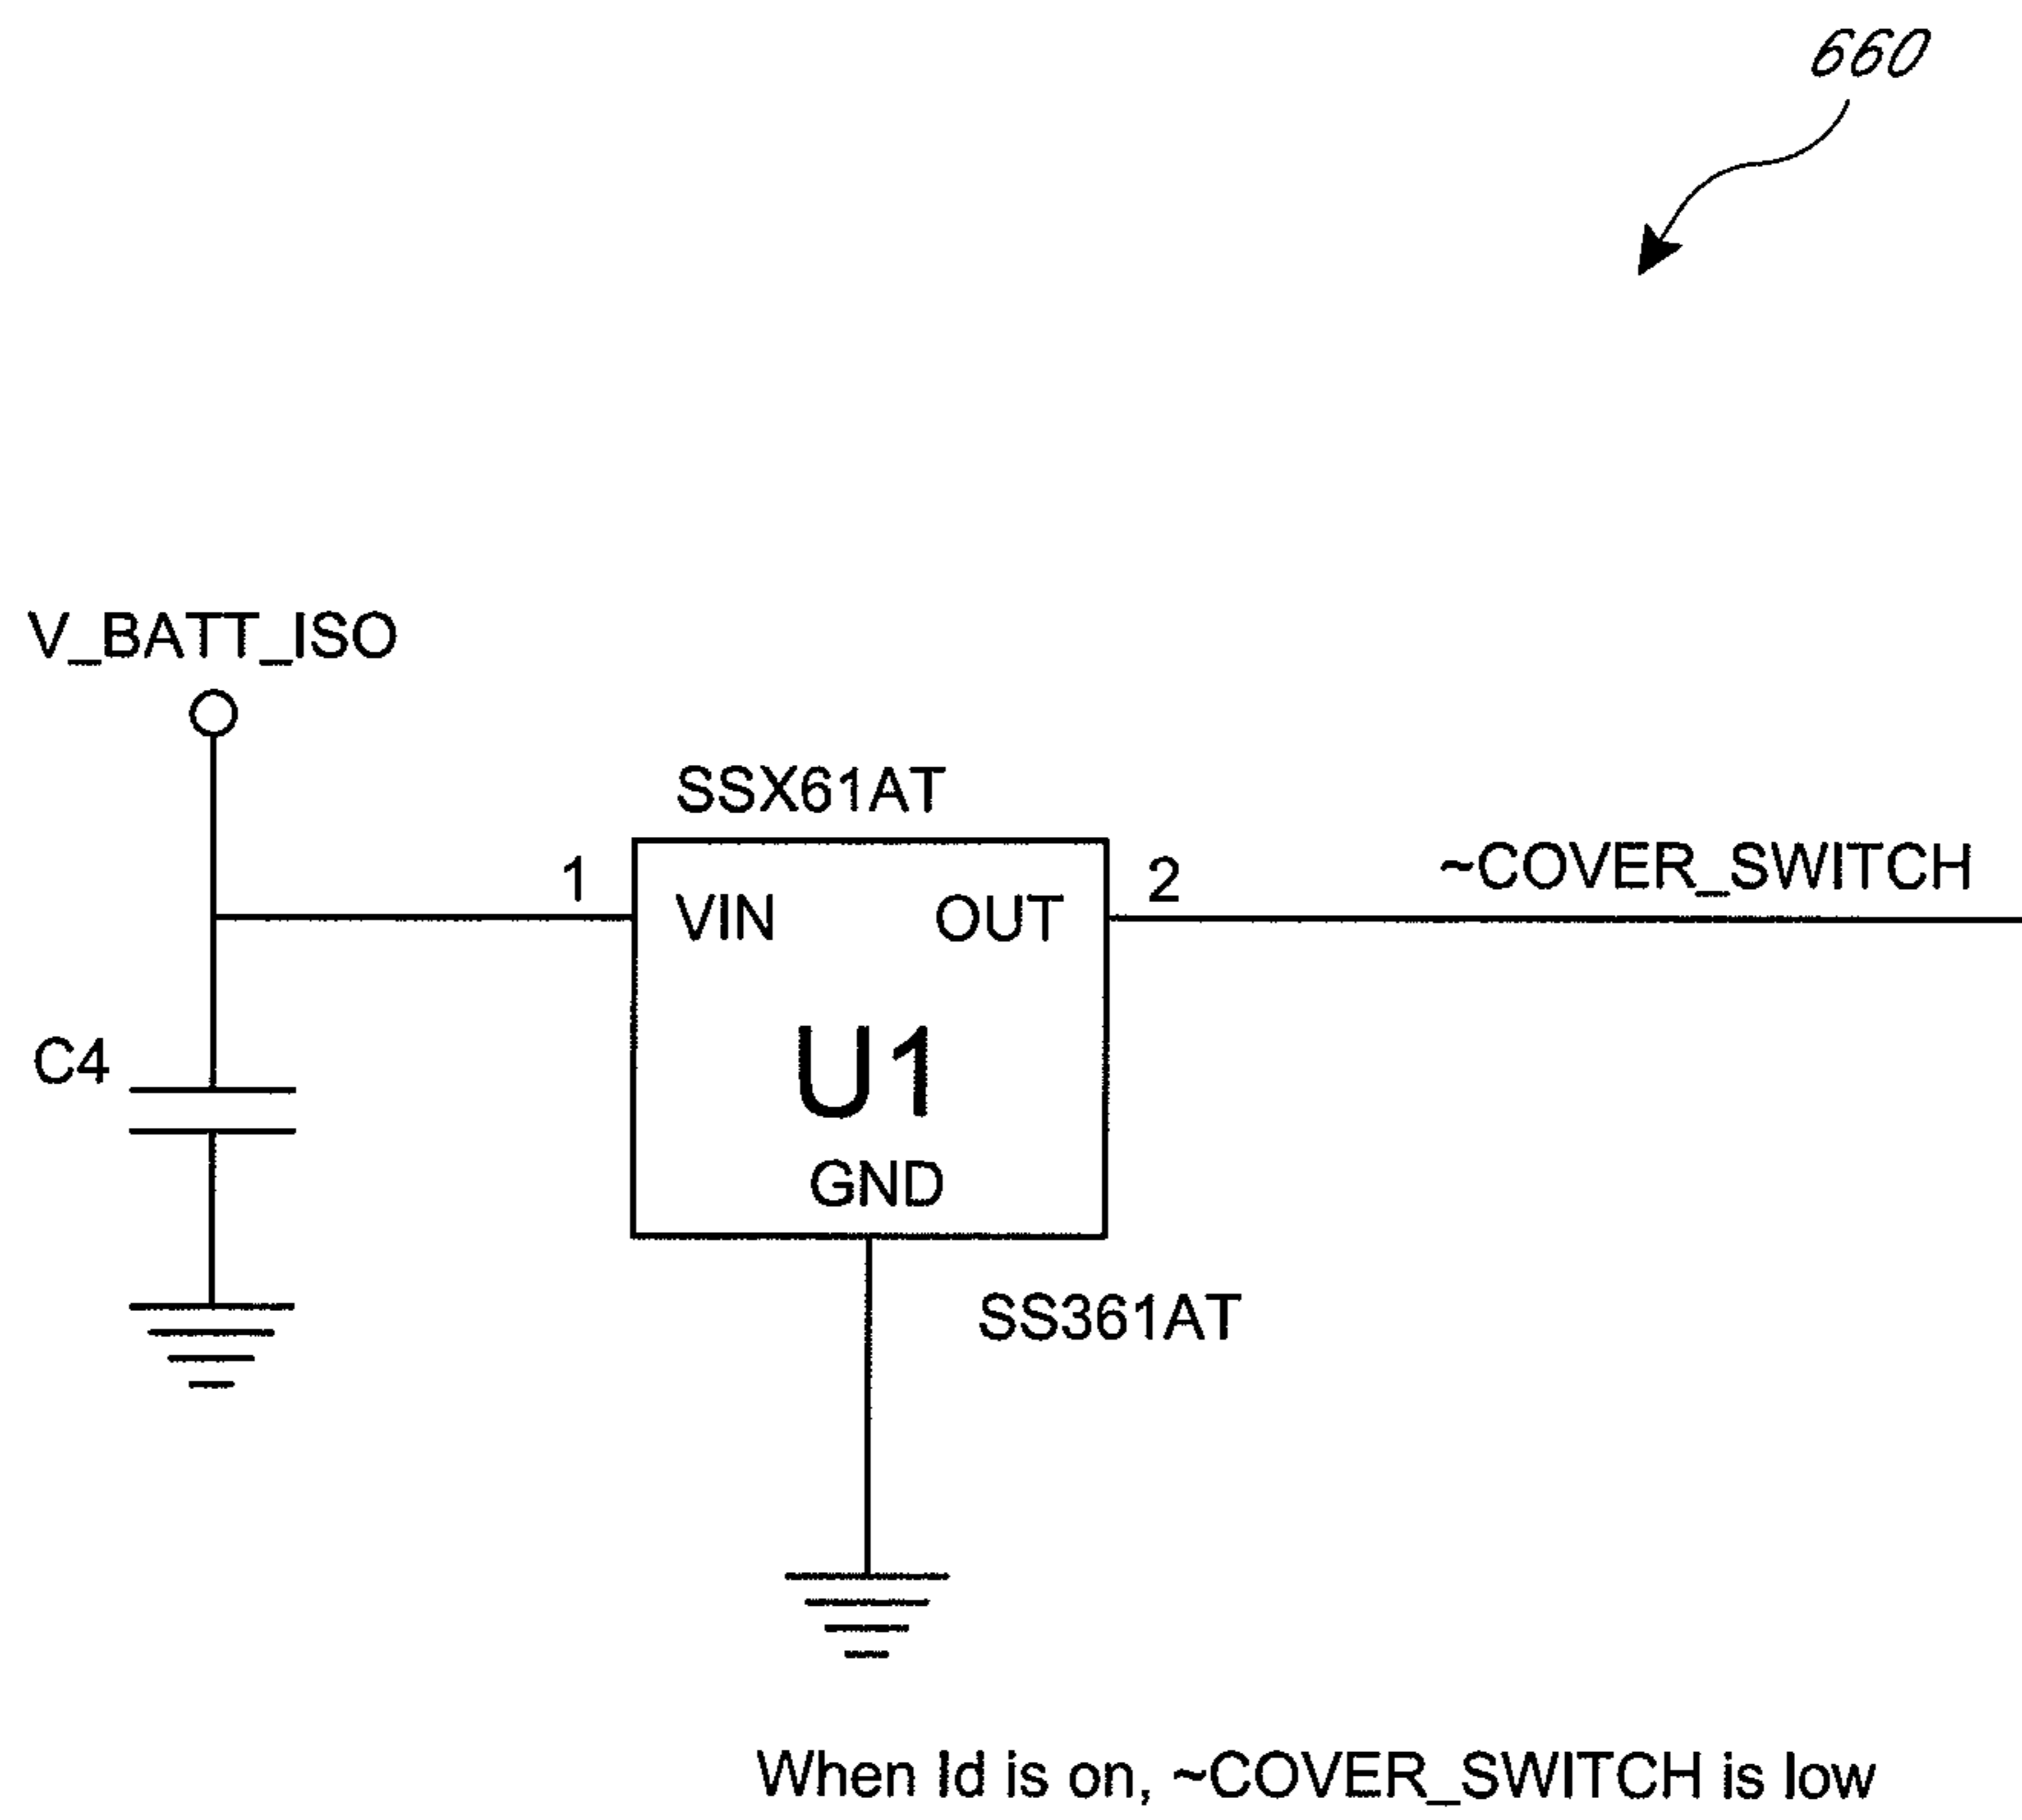 660
V_BATT_ISO
SSX61AT
1
2
~COVER_SWITCH
VIN
OUT
C4
U1
GND
SS361AT
When Id is on, ~COVER_SWITCH is low